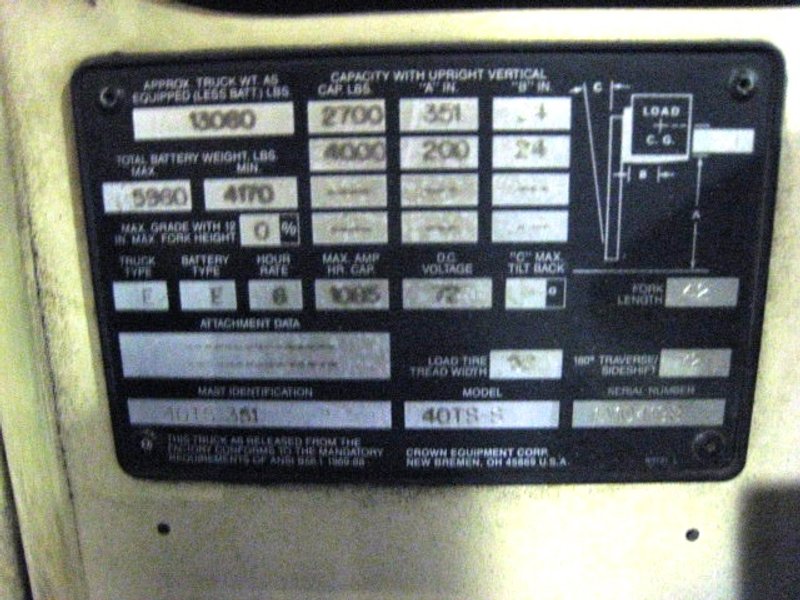 APPROX. TRUCK WT. AS
EQUIPPED (LESS BATT.) LBS.
13060
CAPACITY WITH UPRIGHT VERTICAL
CAP. LBS. "A" IN. "B" IN.
2700 351
4000 200 24
TOTAL BATTERY WEIGHT, LBS.
MAX. MIN.
5960 4170
MAX. GRADE WITH 12
IN. MAX. FORK HEIGHT
0 %
C
LOAD
C. G.
B
A
TRUCK
TYPE
E
BATTERY
TYPE
E
HOUR
RATE
6
MAX. AMP
HR. CAP.
1085
D.C.
VOLTAGE
72
"C" MAX.
TILT BACK
FORK
LENGTH
ATTACHMENT DATA
LOAD TIRE
TREAD WIDTH
180° TRAVERSE/
SIDESHIFT
MAST IDENTIFICATION
40TS 351
MODEL
40TS-S
SERIAL NUMBER
THIS TRUCK AS RELEASED FROM THE
FACTORY CONFORMS TO THE MANDATORY
REQUIREMENTS OF ANSI B56.1
CROWN EQUIPMENT CORP.
NEW BREMEN, OH 45869 U.S.A.